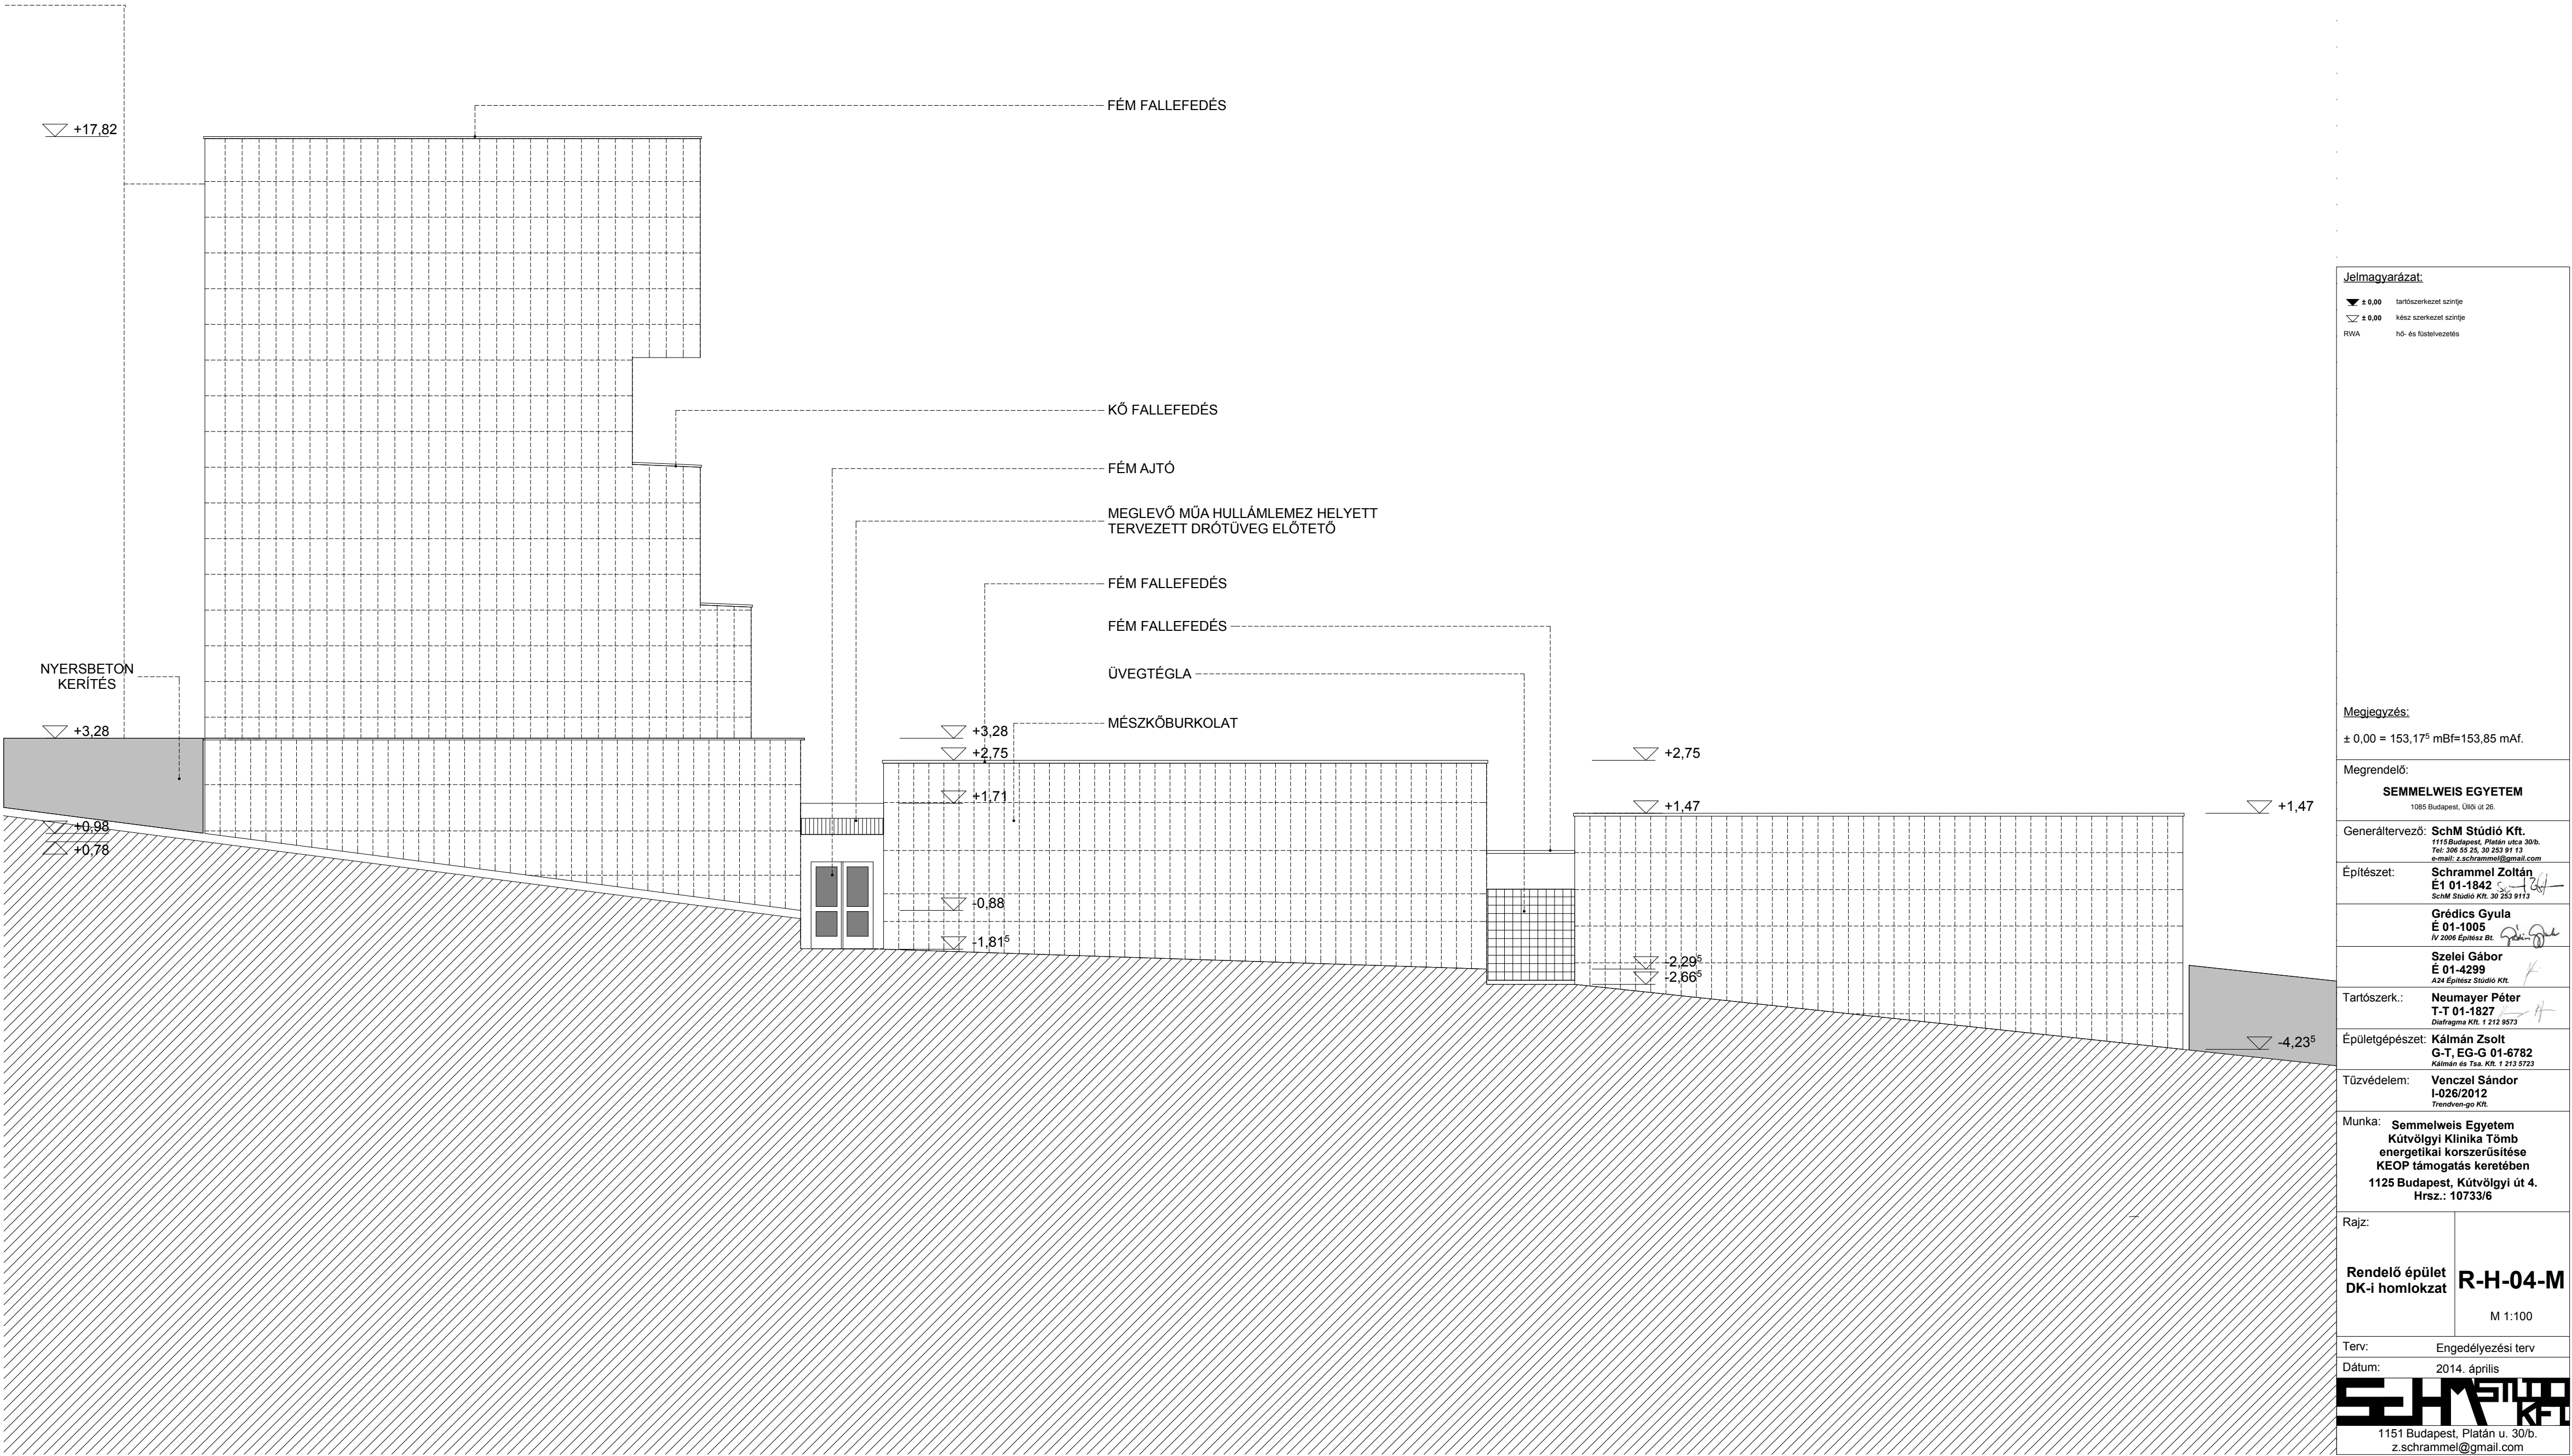 +17,82
FÉM FALLEFEDÉS
KŐ FALLEFEDÉS
FÉM AJTÓ
MEGLEVŐ MŰA HULLÁMLEMEZ HELYETT
TERVEZETT DRÓTÜVEG ELŐTETŐ
FÉM FALLEFEDÉS
FÉM FALLEFEDÉS
ÜVEGTÉGLA
MÉSZKŐBURKOLAT
NYERSBETON
KERÍTÉS
+3,28
+0,98
+0,78
+3,28
+2,75
+1,71
-0,88
-1,81⁵
+2,75
+1,47
-2,29⁵
-2,66⁵
+1,47
-4,23⁵
Jelmagyarázat:
± 0,00 tartószerkezet szintje
± 0,00 kész szerkezet szintje
RWA hő- és füstelvezetés
Megjegyzés:
± 0,00 = 153,17⁵ mBf=153,85 mAf.
Megrendelő:
SEMMELWEIS EGYETEM
1085 Budapest, Üllői út 26.
Generáltervező: SchM Stúdió Kft.
1115Budapest, Platán utca 30/b.
Tel: 306 55 25, 30 253 91 13
e-mail: z.schrammel@gmail.com
Építészet: Schrammel Zoltán
É1 01-1842
SchM Stúdió Kft. 30 253 9113
Grédics Gyula
É 01-1005
IV 2006 Építész Bt.
Szelei Gábor
É 01-4299
A24 Építész Stúdió Kft.
Tartószerk.: Neumayer Péter
T-T 01-1827
Diafragma Kft. 1 212 9573
Épületgépészet: Kálmán Zsolt
G-T, EG-G 01-6782
Kálmán és Tsa. Kft. 1 213 5723
Tűzvédelem: Venczel Sándor
I-026/2012
Trendven-go Kft.
Munka: Semmelweis Egyetem
Kútvölgyi Klinika Tömb
energetikai korszerűsítése
KEOP támogatás keretében
1125 Budapest, Kútvölgyi út 4.
Hrsz.: 10733/6
Rajz:
Rendelő épület
DK-i homlokzat
R-H-04-M
M 1:100
Terv: Engedélyezési terv
Dátum: 2014. április
SCHM STUDIO KFT
1151 Budapest, Platán u. 30/b.
z.schrammel@gmail.com